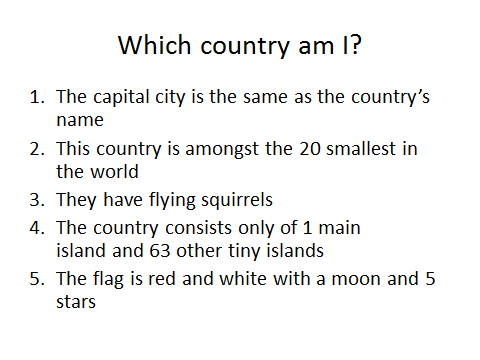 Which country am I?
1. The capital city is the same as the country's
name
2. This country is amongst the 20 smallest in
the world
3. They have flying squirrels
4. The country consists only of 1 main
island and 63 other tiny islands
5. The flag is red and white with a moon and 5
stars